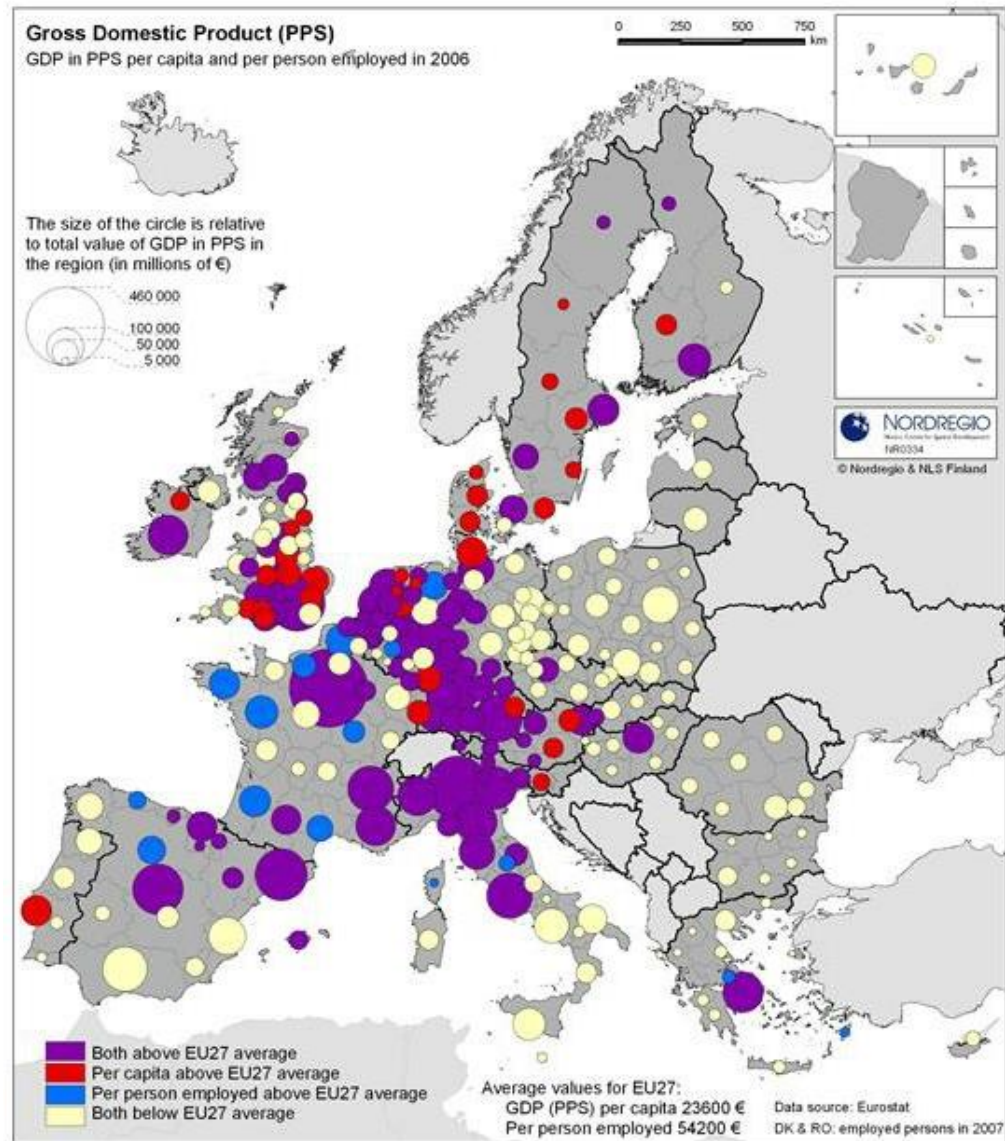 Gross Domestic Product (PPS)
GDP in PPS per capita and per person employed in 2006
0 250 500 750
km
The size of the circle is relative
to total value of GDP in PPS in
the region (in millions of €)
460 000
100 000
50 000
5 000
NORDREGIO
NR0334
© Nordregio & NLS Finland
Both above EU27 average
Per capita above EU27 average
Per person employed above EU27 average
Both below EU27 average
Average values for EU27:
GDP (PPS) per capita 23600 €
Per person employed 54200 €
Data source: Eurostat
DK & RO: employed persons in 2007